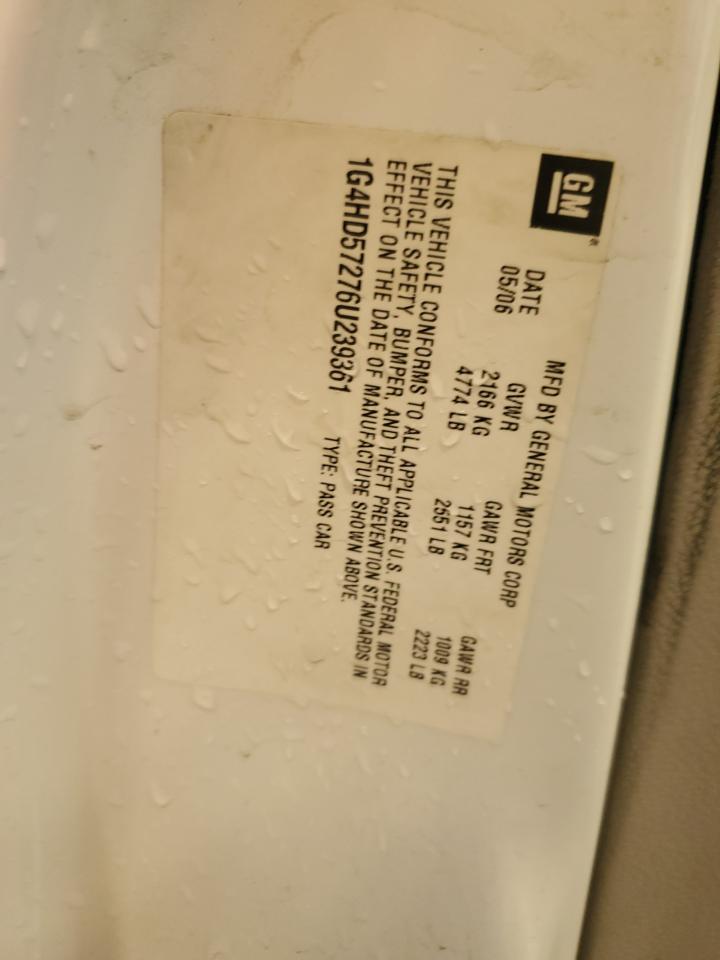 GM®
MFD BY GENERAL MOTORS CORP
DATE GVWR GAWR FRT GAWR RR
05/06 2166 KG 1157 KG 1009 KG
4774 LB 2551 LB 2223 LB
THIS VEHICLE CONFORMS TO ALL APPLICABLE U.S. FEDERAL MOTOR
VEHICLE SAFETY, BUMPER, AND THEFT PREVENTION STANDARDS IN
EFFECT ON THE DATE OF MANUFACTURE SHOWN ABOVE.
1G4HD57276U239361 TYPE: PASS CAR